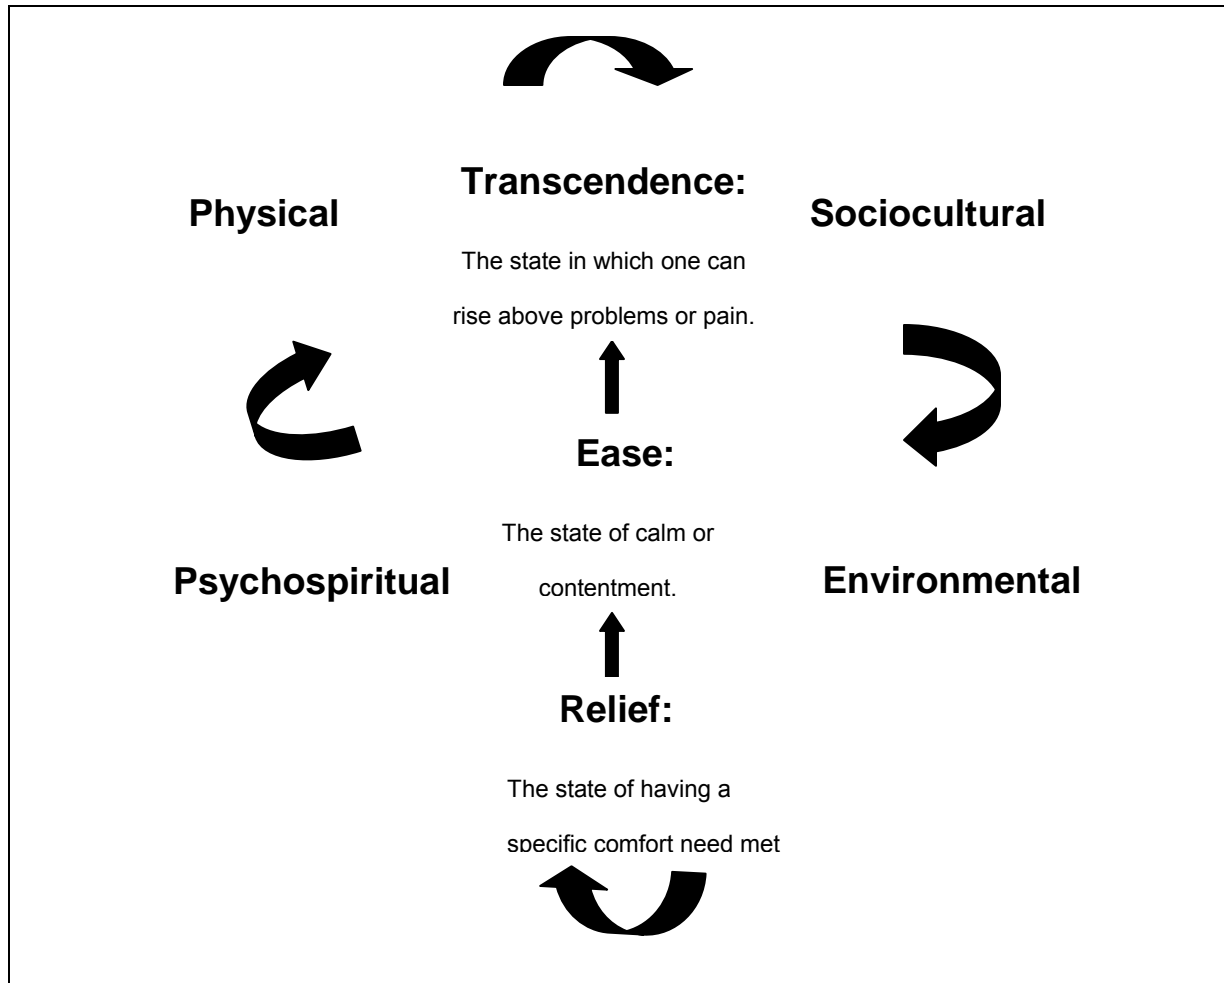 Transcendence:
Physical
Sociocultural
The state in which one can
rise above problems or pain.
Ease:
The state of calm or
contentment.
Psychospiritual
Environmental
Relief:
The state of having a
specific comfort need met